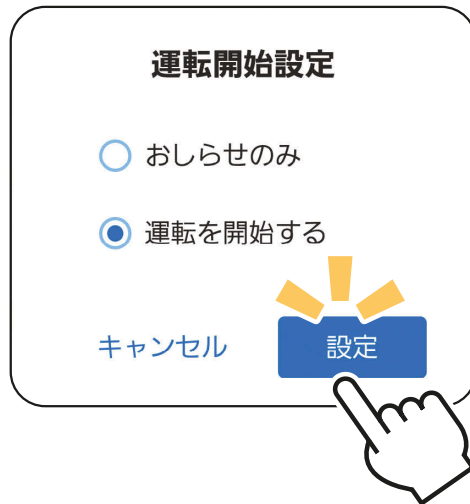 運転開始設定
おしらせのみ
運転を開始する
キャンセル
設定